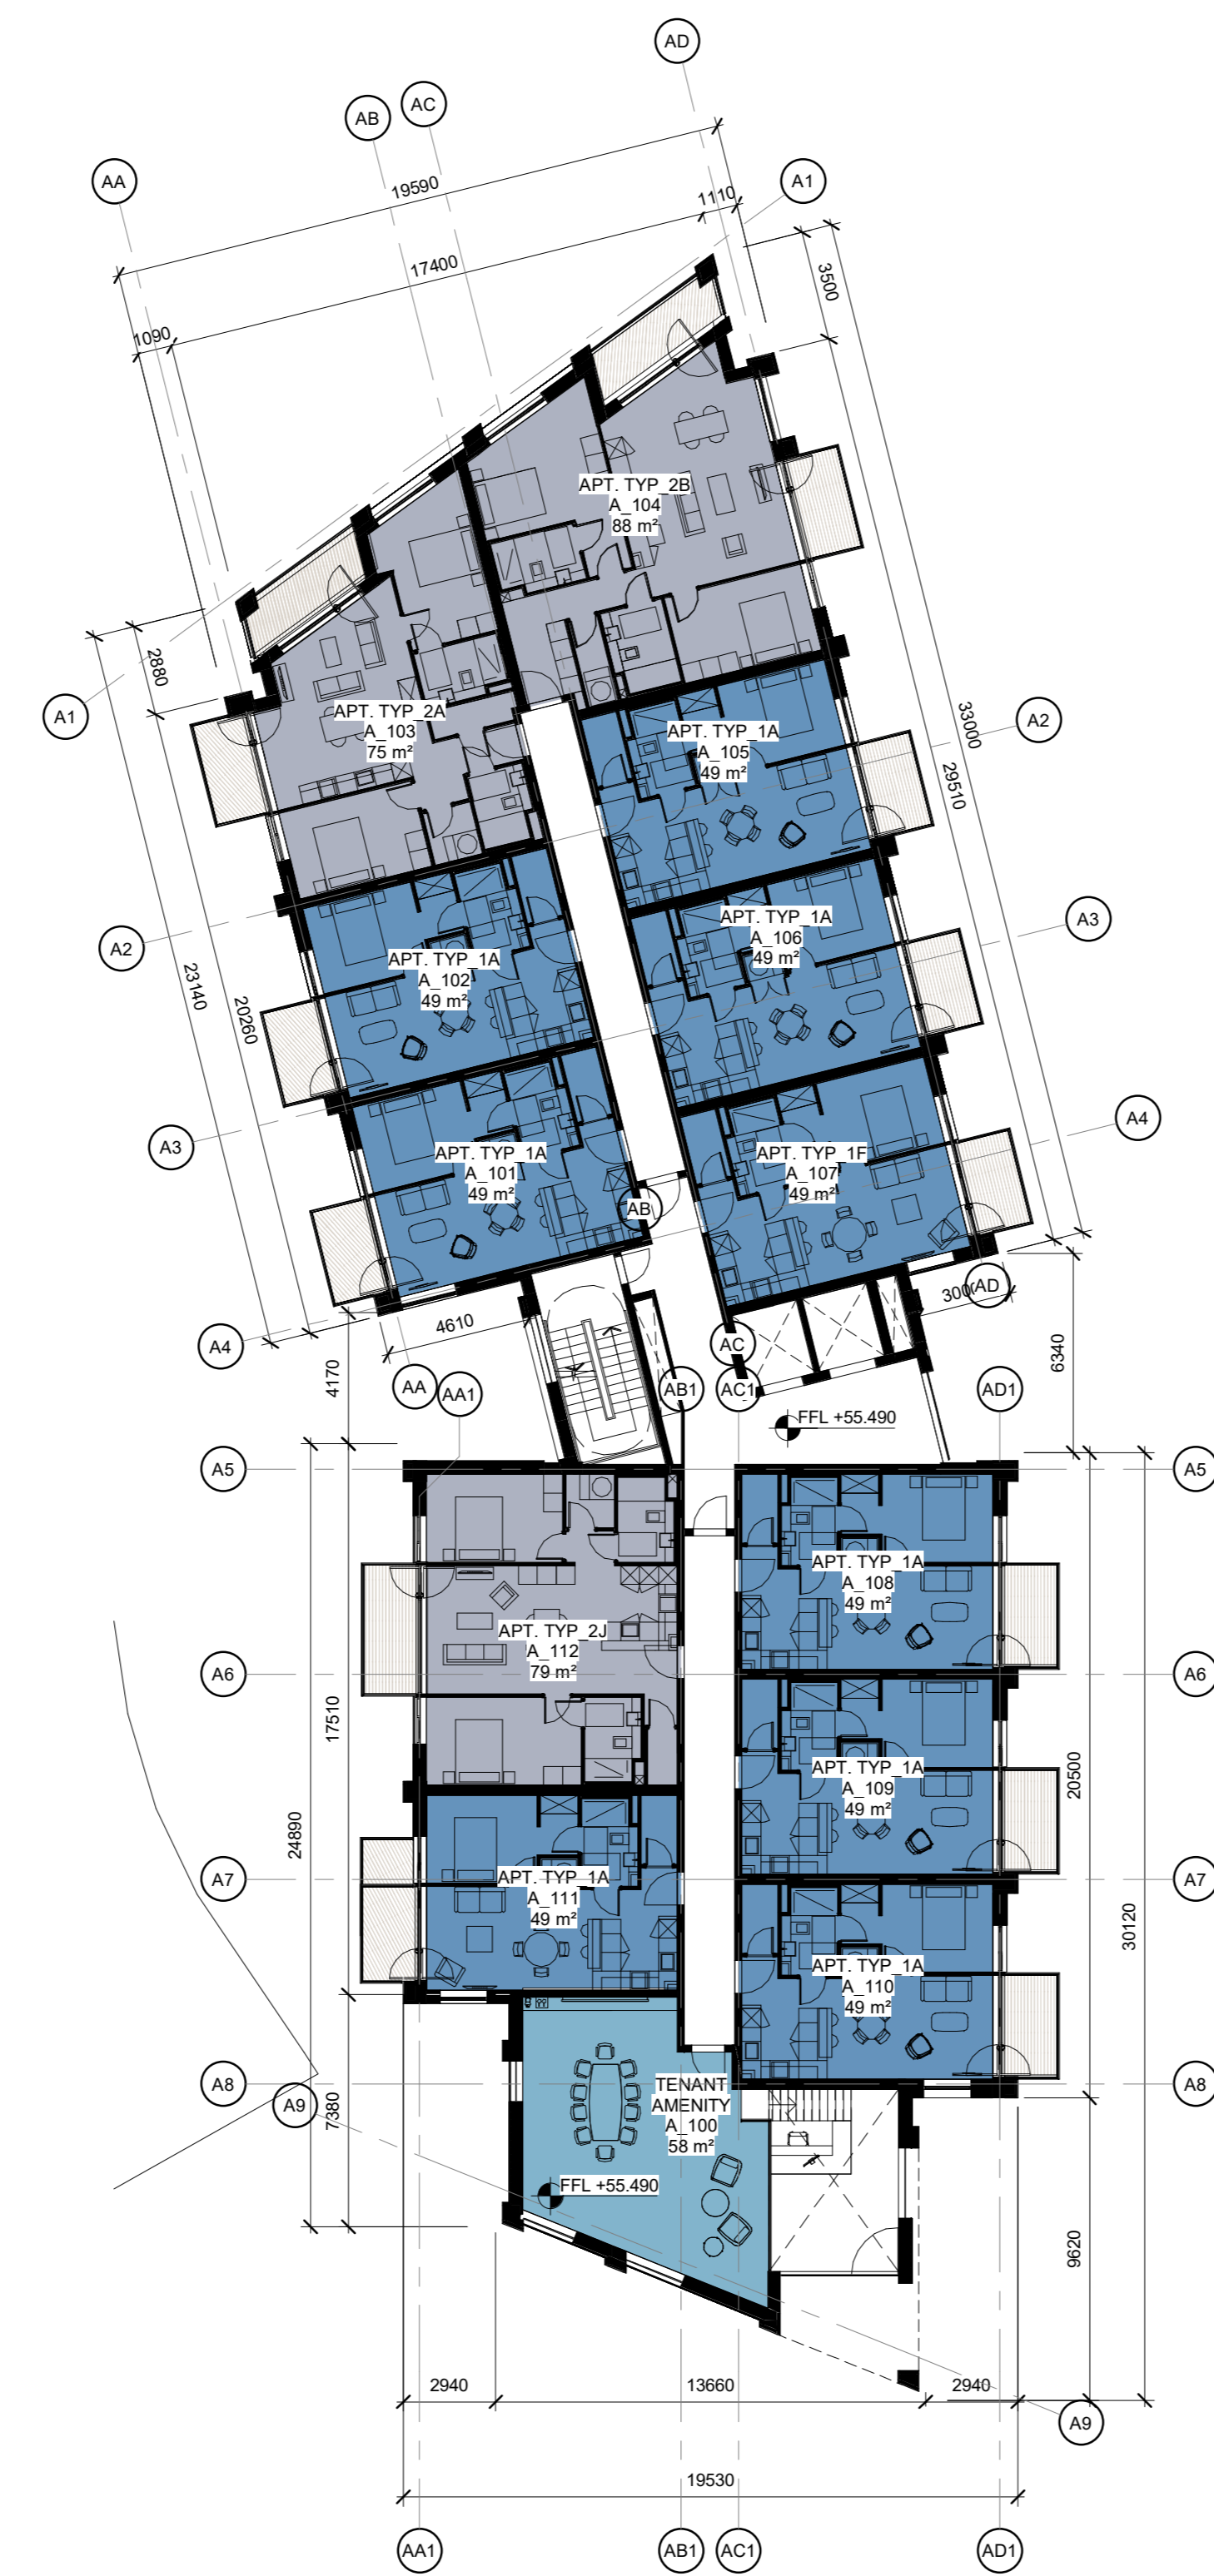 AD
AB
AC
AA
A1
19590
1110
17400
3500
1090
APT. TYP_2B
A_104
88 m²
2880
A1
APT. TYP_2A
A_103
75 m²
APT. TYP_1A
A_105
49 m²
A2
33000
29510
A2
APT. TYP_1A
A_106
49 m²
A3
APT. TYP_1A
A_102
49 m²
23140
20260
A3
APT. TYP_1A
A_101
49 m²
APT. TYP_1F
A_107
49 m²
A4
AB
AD
4610
A4
6340
4170
AC
AA
AA1
AB1
AC1
AD1
FFL +55.490
A5
A5
APT. TYP_1A
A_108
49 m²
APT. TYP_2J
A_112
79 m²
A6
A6
17510
APT. TYP_1A
A_109
49 m²
20500
24890
A7
APT. TYP_1A
A_111
49 m²
A7
30120
APT. TYP_1A
A_110
49 m²
A8
A8
A9
7380
TENANT
AMENITY
A_100
58 m²
FFL +55.490
9620
2940
13660
2940
A9
19530
AA1
AB1
AC1
AD1